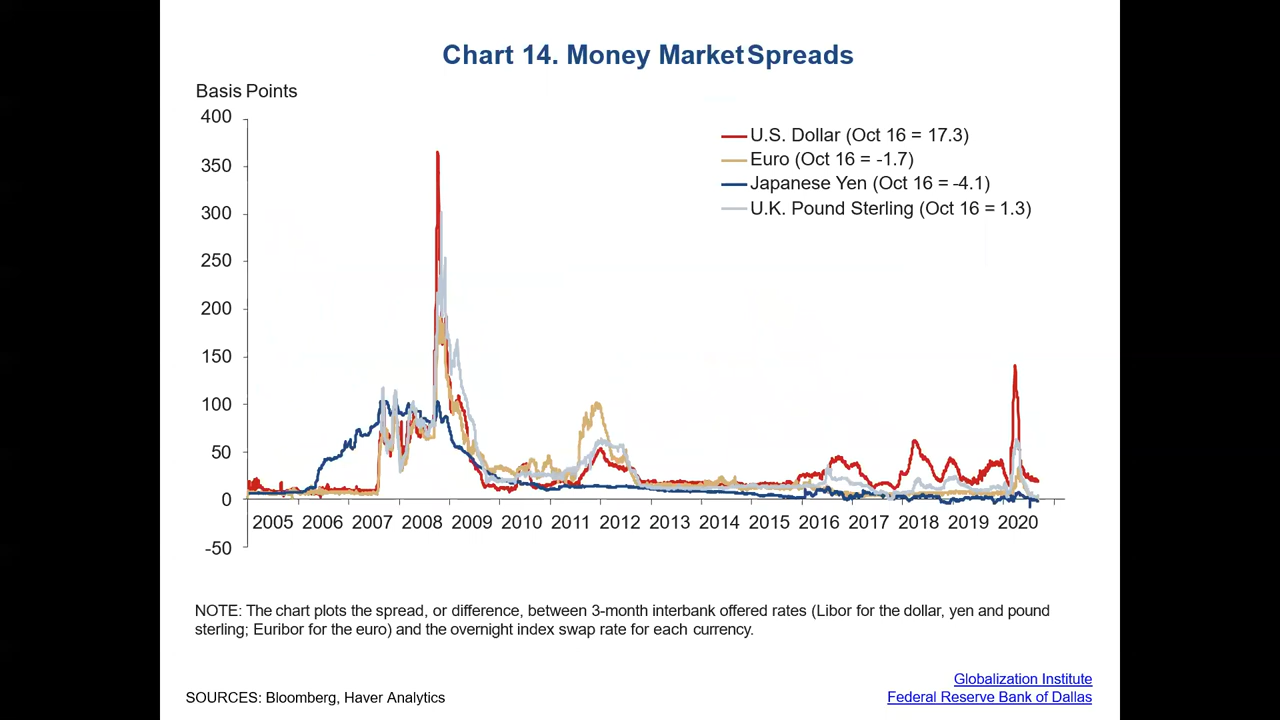 Chart 14. Money Market Spreads
Basis Points
400
350
300
250
200
150
100
50
0
-50
U.S. Dollar (Oct 16 = 17.3)
Euro (Oct 16 = -1.7)
Japanese Yen (Oct 16 = -4.1)
U.K. Pound Sterling (Oct 16 = 1.3)
2005 2006 2007 2008 2009 2010 2011 2012 2013 2014 2015 2016 2017 2018 2019 2020
NOTE: The chart plots the spread, or difference, between 3-month interbank offered rates (Libor for the dollar, yen and pound
sterling; Euribor for the euro) and the overnight index swap rate for each currency.
SOURCES: Bloomberg, Haver Analytics
Globalization Institute
Federal Reserve Bank of Dallas